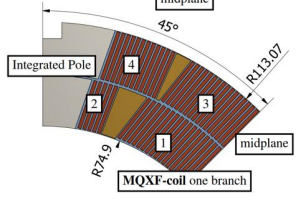 midplane
45°
Integrated Pole
4
R113.07
2
3
1
midplane
R74.9
MQXF-coil one branch